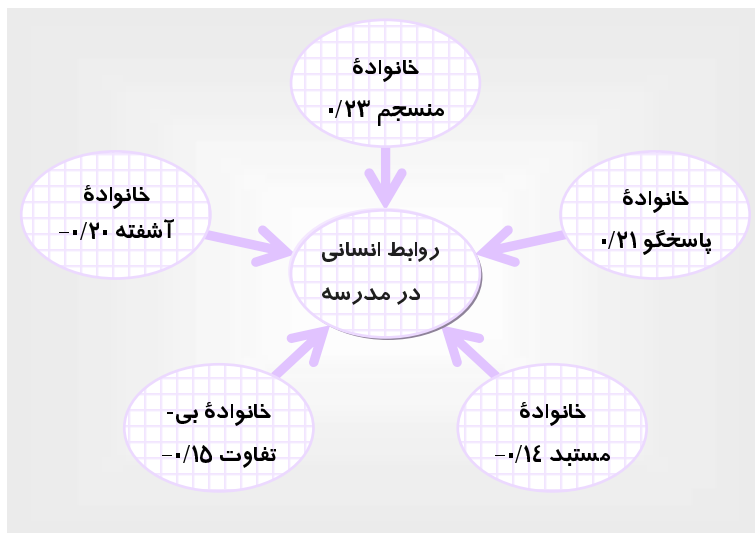 خانوادهٔ
منسجم ۰/۲۳
خانوادهٔ
پاسخگو ۰/۲۱
خانوادهٔ
آشفته ۰/۲۰–
روابط انسانی
در مدرسه
خانوادهٔ
مستبد ۰/۱٤–
خانوادهٔ بی-
تفاوت ۰/۱۵–